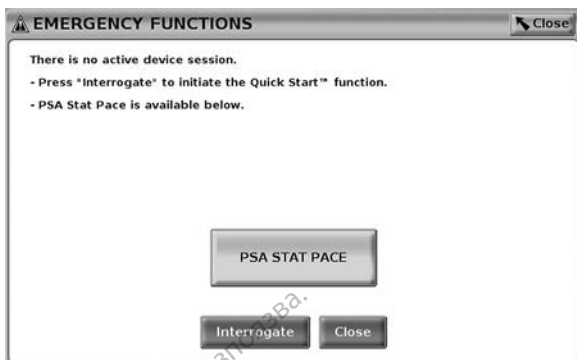 EMERGENCY FUNCTIONS
Close
There is no active device session.
- Press "Interrogate" to initiate the Quick Start™ function.
- PSA Stat Pace is available below.
PSA STAT PACE
Interrogate
Close